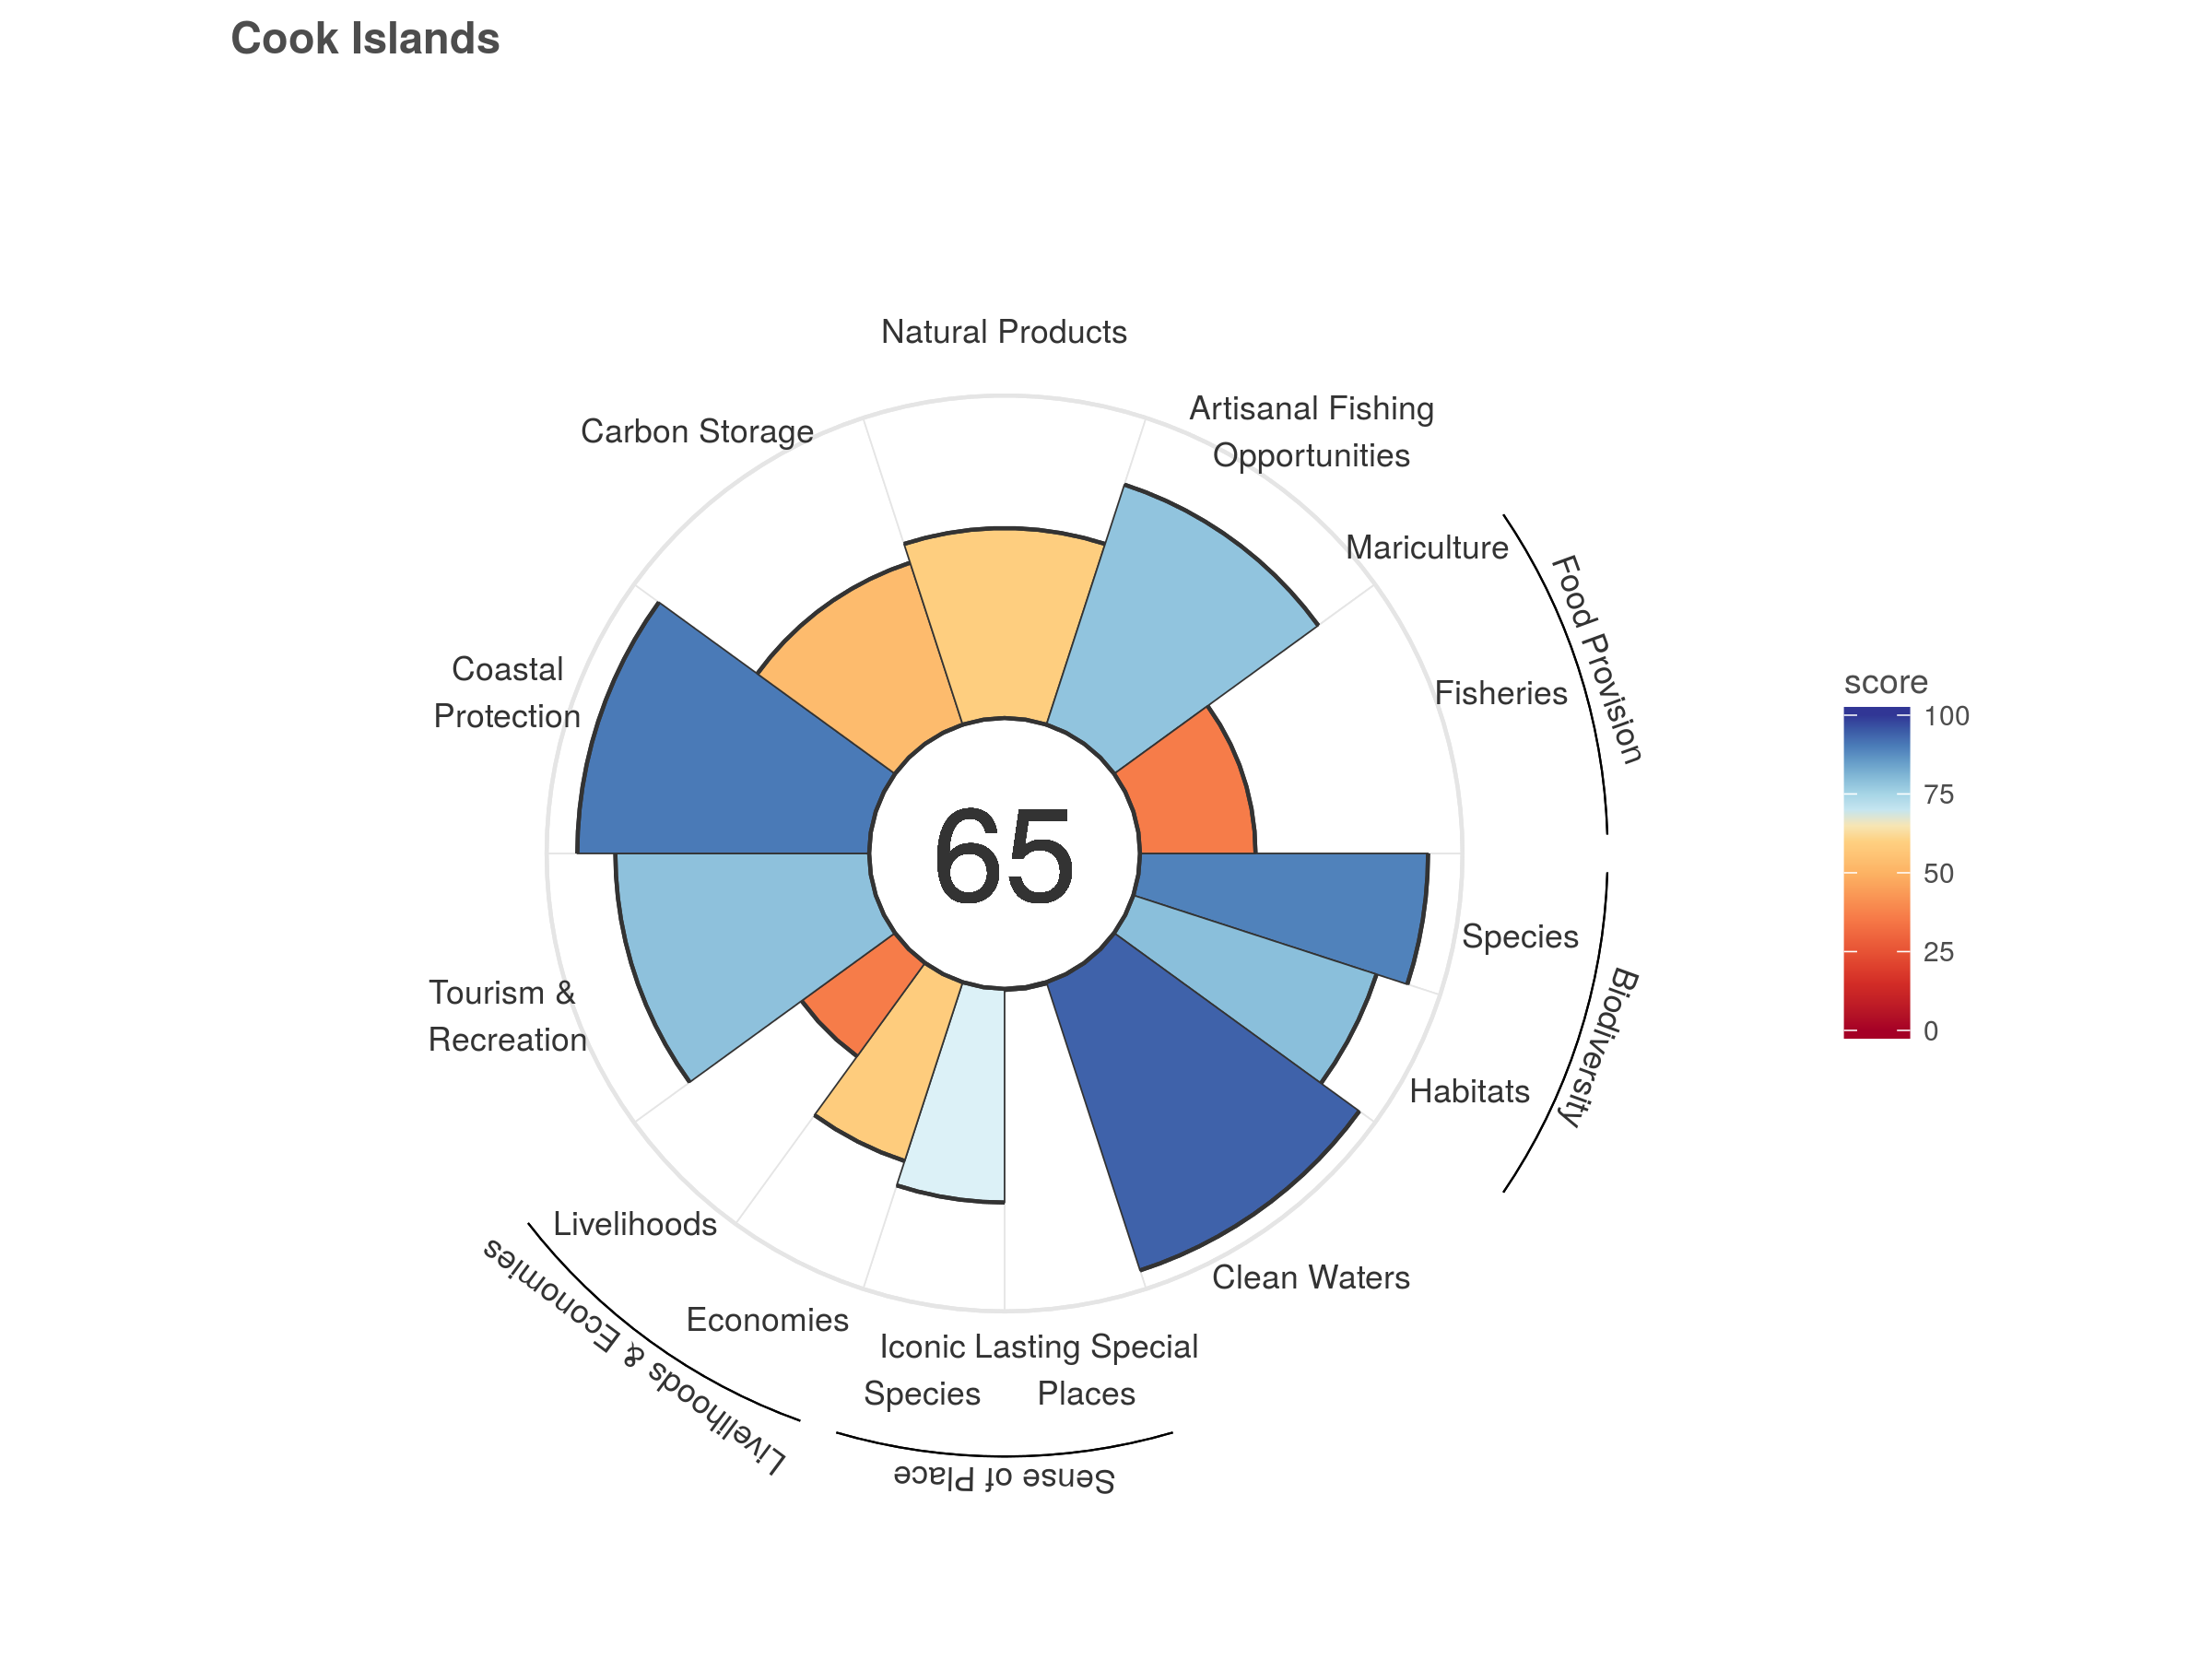 Cook Islands
Natural Products
Artisanal Fishing
Opportunities
Carbon Storage
Mariculture
Food Provision
Fisheries
Coastal
Protection
score
100
75
50
25
0
65
Species
Biodiversity
Habitats
Tourism &
Recreation
Livelihoods
Clean Waters
Economies
Livelihoods & Economies
Iconic
Species
Lasting Special
Places
Sense of Place